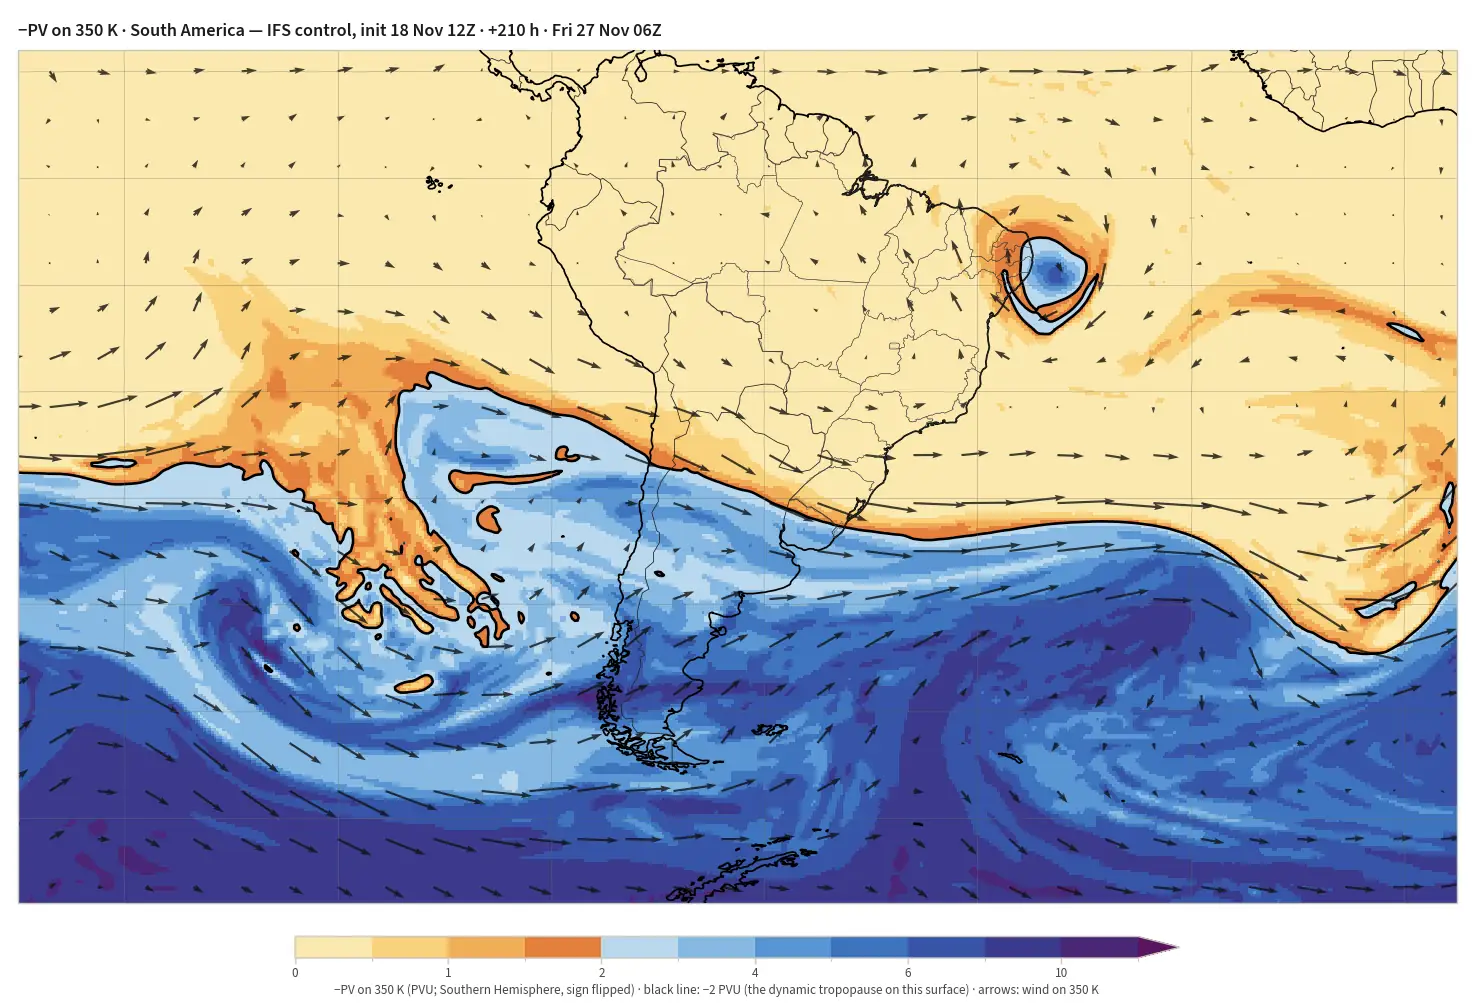 −PV on 350 K · South America — IFS control, init 18 Nov 12Z · +210 h · Fri 27 Nov 06Z
0 1 2 4 6 10
−PV on 350 K (PVU; Southern Hemisphere, sign flipped) · black line: −2 PVU (the dynamic tropopause on this surface) · arrows: wind on 350 K